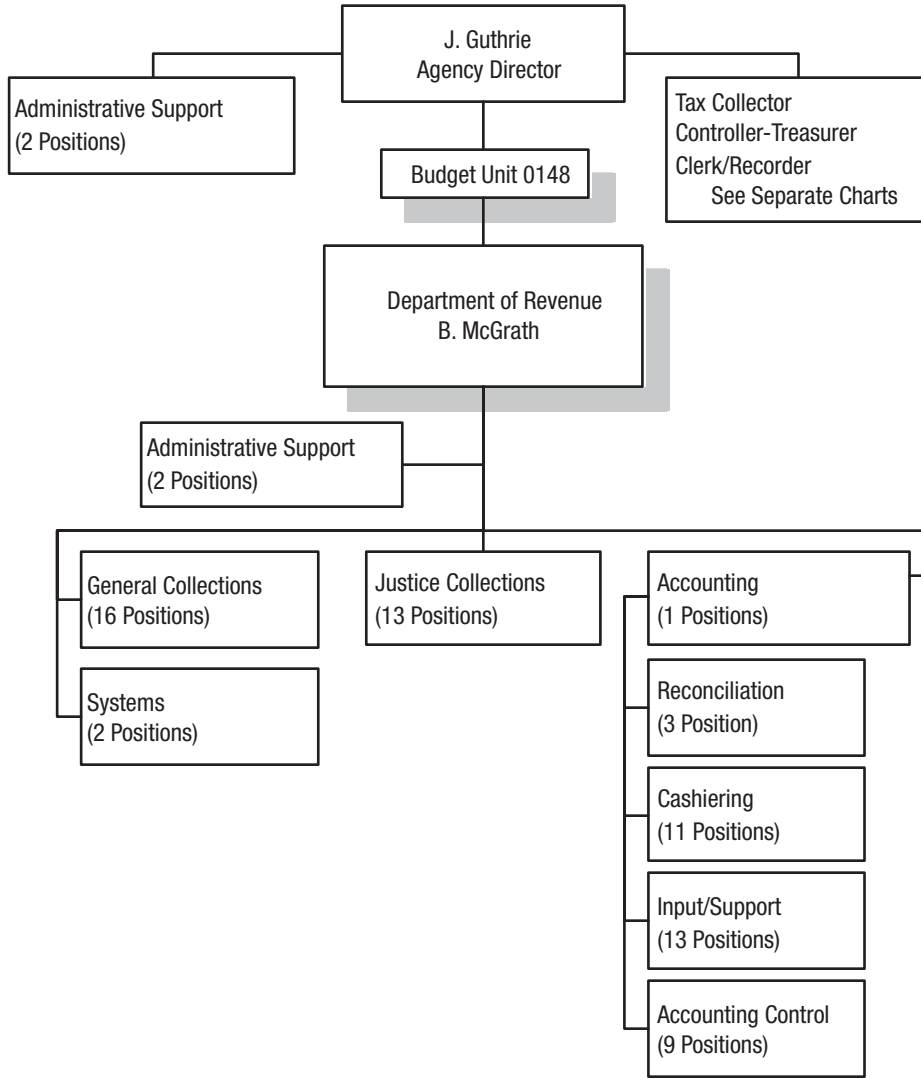 J. Guthrie
Agency Director
Administrative Support
(2 Positions)
Tax Collector
Controller-Treasurer
Clerk/Recorder
See Separate Charts
Budget Unit 0148
Department of Revenue
B. McGrath
Administrative Support
(2 Positions)
General Collections
(16 Positions)
Systems
(2 Positions)
Justice Collections
(13 Positions)
Accounting
(1 Positions)
Reconciliation
(3 Position)
Cashiering
(11 Positions)
Input/Support
(13 Positions)
Accounting Control
(9 Positions)